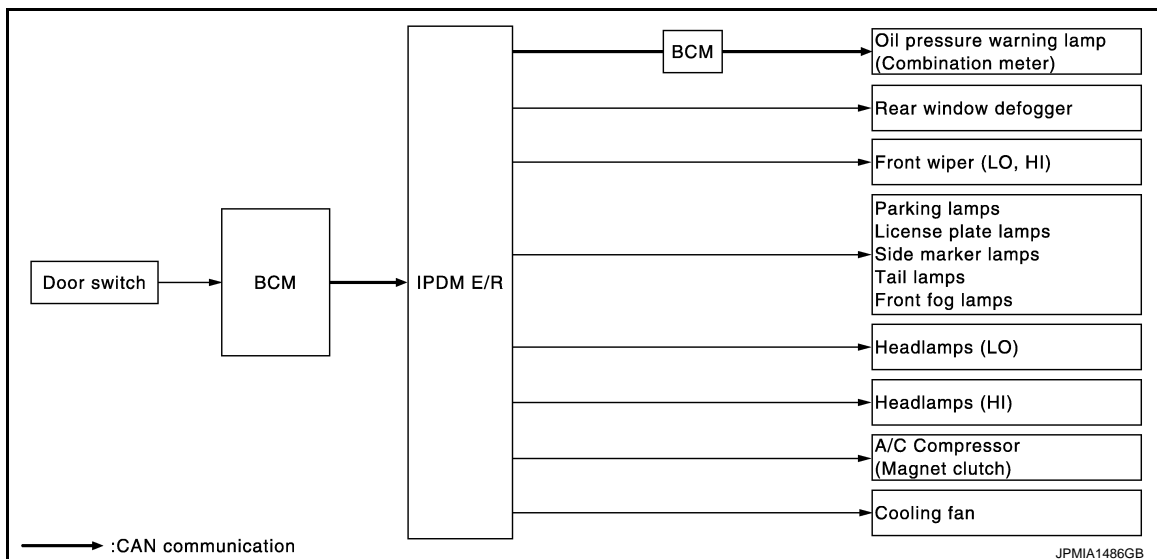 Door switch
BCM
IPDM E/R
BCM
Oil pressure warning lamp
(Combination meter)
Rear window defogger
Front wiper (LO, HI)
Parking lamps
License plate lamps
Side marker lamps
Tail lamps
Front fog lamps
Headlamps (LO)
Headlamps (HI)
A/C Compressor
(Magnet clutch)
Cooling fan
:CAN communication
JPMIA1486GB